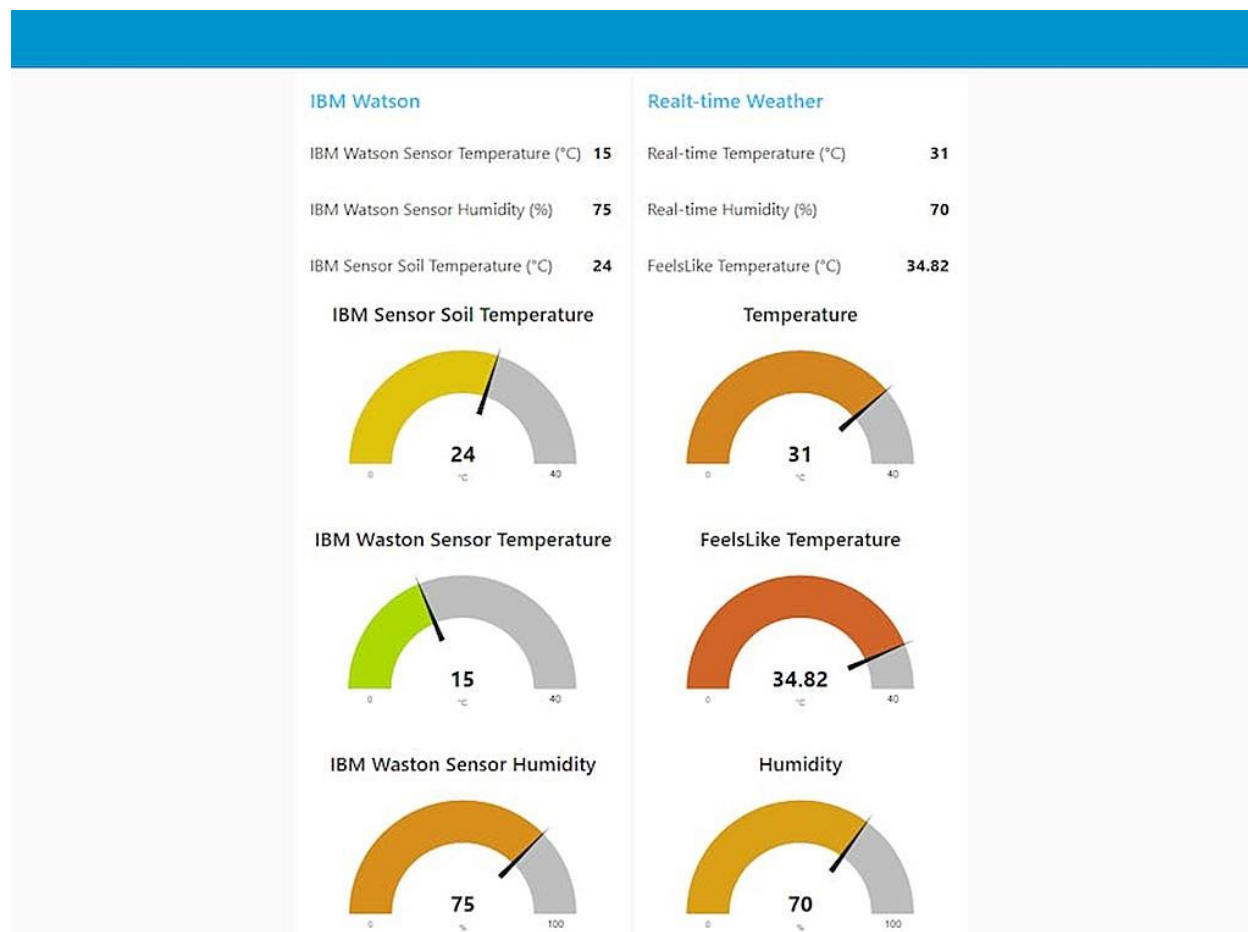 IBM Watson
IBM Watson Sensor Temperature (°C) 15
IBM Watson Sensor Humidity (%) 75
IBM Sensor Soil Temperature (°C) 24
IBM Sensor Soil Temperature
24
°C
0
40
IBM Waston Sensor Temperature
15
°C
0
40
IBM Waston Sensor Humidity
75
%
0
100
Realt-time Weather
Real-time Temperature (°C) 31
Real-time Humidity (%) 70
FeelsLike Temperature (°C) 34.82
Temperature
31
°C
0
40
FeelsLike Temperature
34.82
°C
0
40
Humidity
70
%
0
100